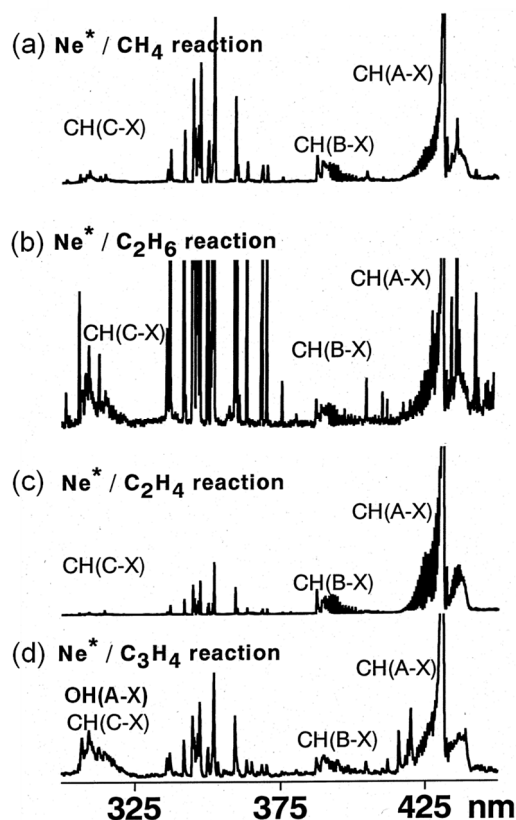 (a) Ne* / CH4 reaction
CH(A-X)
CH(C-X)
CH(B-X)
(b) Ne* / C2H6 reaction
CH(A-X)
CH(C-X)
CH(B-X)
(c) Ne* / C2H4 reaction
CH(A-X)
CH(C-X)
CH(B-X)
(d) Ne* / C3H4 reaction
CH(A-X)
OH(A-X)
CH(C-X)
CH(B-X)
325 375 425 nm